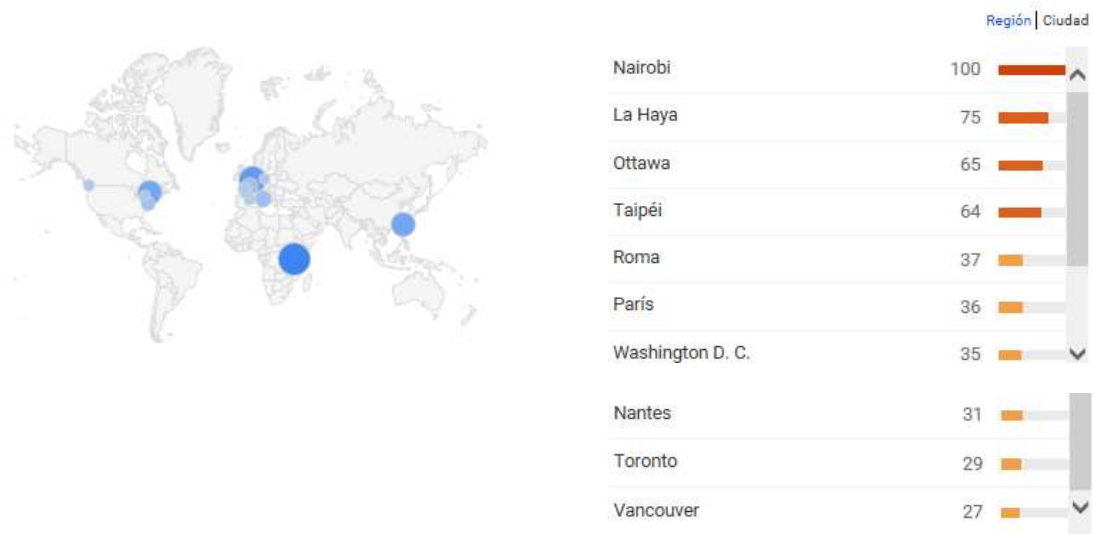 Región | Ciudad
Nairobi 100
La Haya 75
Ottawa 65
Taipéi 64
Roma 37
París 36
Washington D. C. 35
Nantes 31
Toronto 29
Vancouver 27